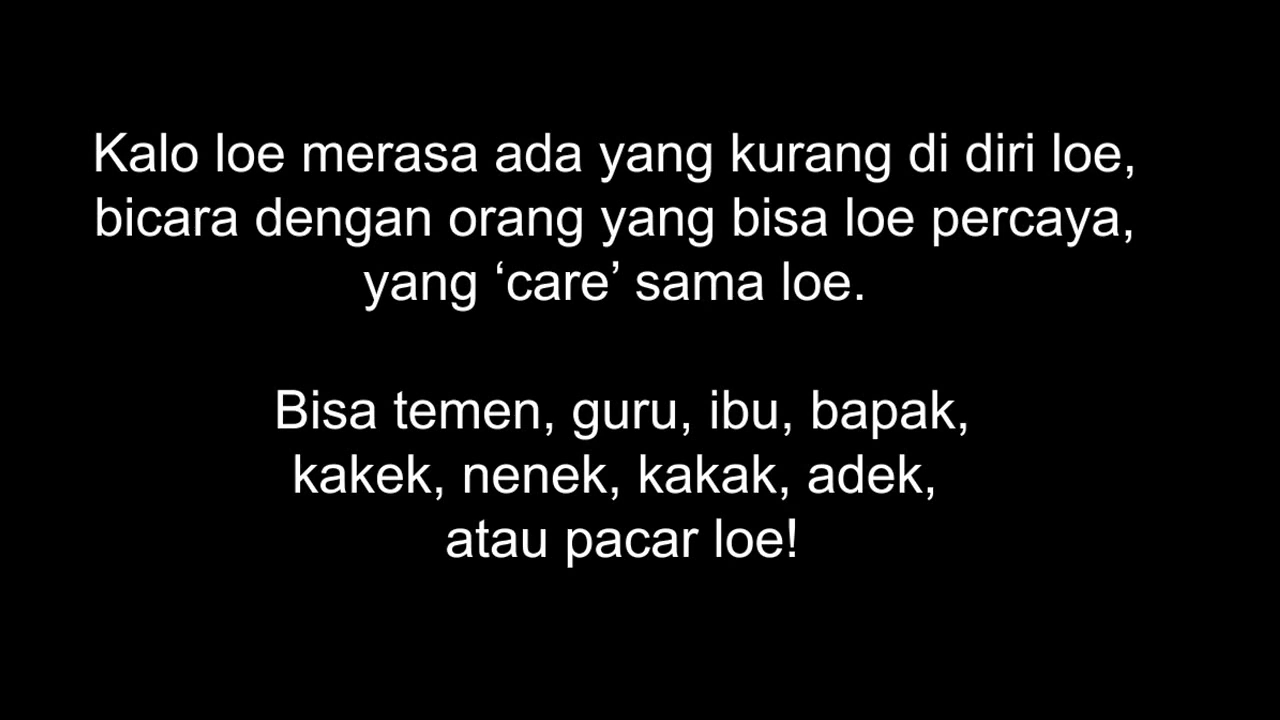 Kalo loe merasa ada yang kurang di diri loe,
bicara dengan orang yang bisa loe percaya,
yang ‘care’ sama loe.
Bisa temen, guru, ibu, bapak,
kakek, nenek, kakak, adek,
atau pacar loe!